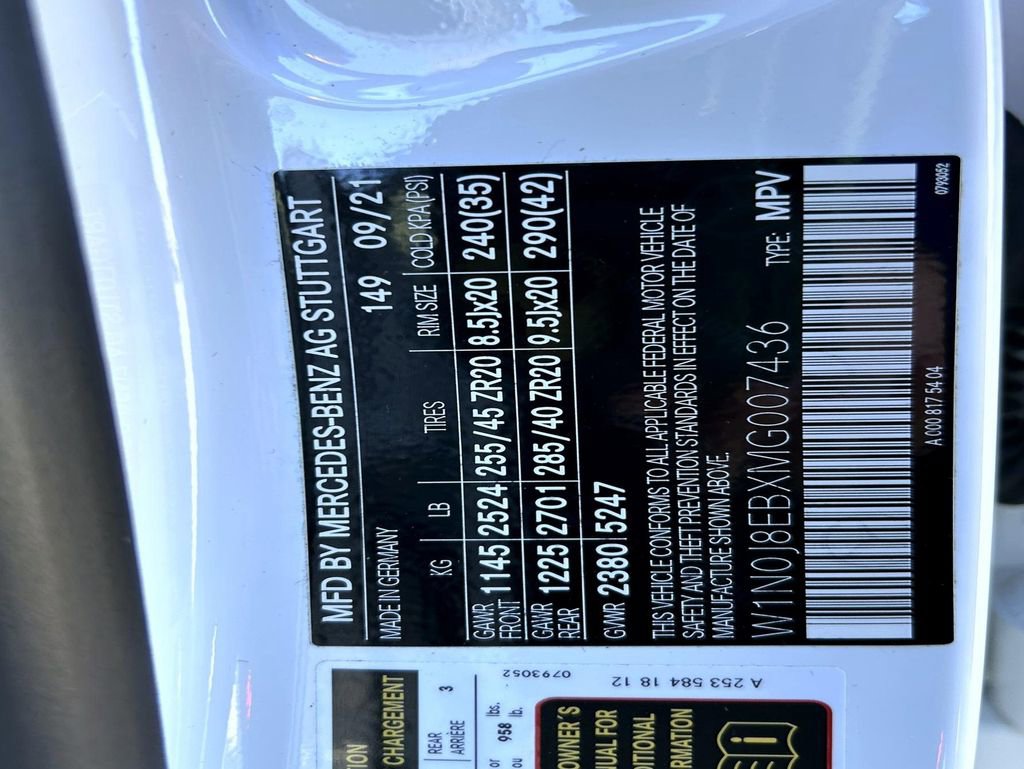 MFD BY MERCEDES-BENZ AG STUTTGART
MADE IN GERMANY 149 09/21
KG LB TIRES RIM SIZE COLD KPA(PSI)
GAWR FRONT 1145 2524 255/45 ZR20 8.5Jx20 240(35)
GAWR REAR 1225 2701 285/40 ZR20 9.5Jx20 290(42)
GVWR 2380 5247
THIS VEHICLE CONFORMS TO ALL APPLICABLE FEDERAL MOTOR VEHICLE
SAFETY AND THEFT PREVENTION STANDARDS IN EFFECT ON THE DATE OF
MANUFACTURE SHOWN ABOVE.
W1N0J8EBXMG007436 TYPE: MPV
A 000 817 54 04
0793052
CHARGEMENT
REAR
ARRIÈRE 3
or
ou 958 lbs.
lb.
0793052
A 253 584 18 12
OWNER'S